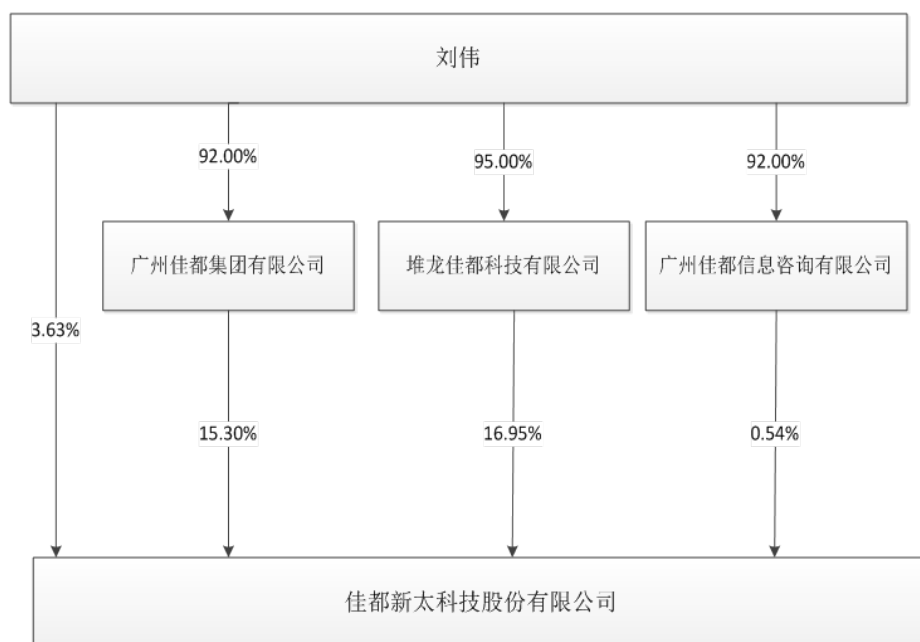 刘伟
92.00%
95.00%
92.00%
广州佳都集团有限公司
堆龙佳都科技有限公司
广州佳都信息咨询有限公司
3.63%
15.30%
16.95%
0.54%
佳都新太科技股份有限公司